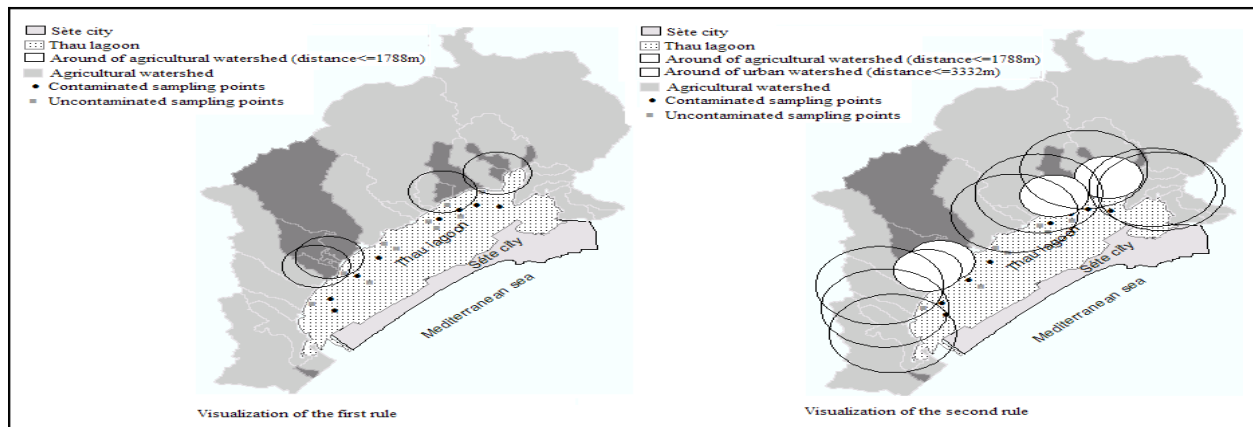 Sète city
Thau lagoon
Around of agricultural watershed (distance<=1788m)
Agricultural watershed
Contaminated sampling points
Uncontaminated sampling points
Thau lagoon
Sète city
Mediterranean sea
Visualization of the first rule
Sète city
Thau lagoon
Around of agricultural watershed (distance<=1788m)
Around of urban watershed (distance<=3332m)
Agricultural watershed
Contaminated sampling points
Uncontaminated sampling points
Thau lagoon
Sète city
Mediterranean sea
Visualization of the second rule